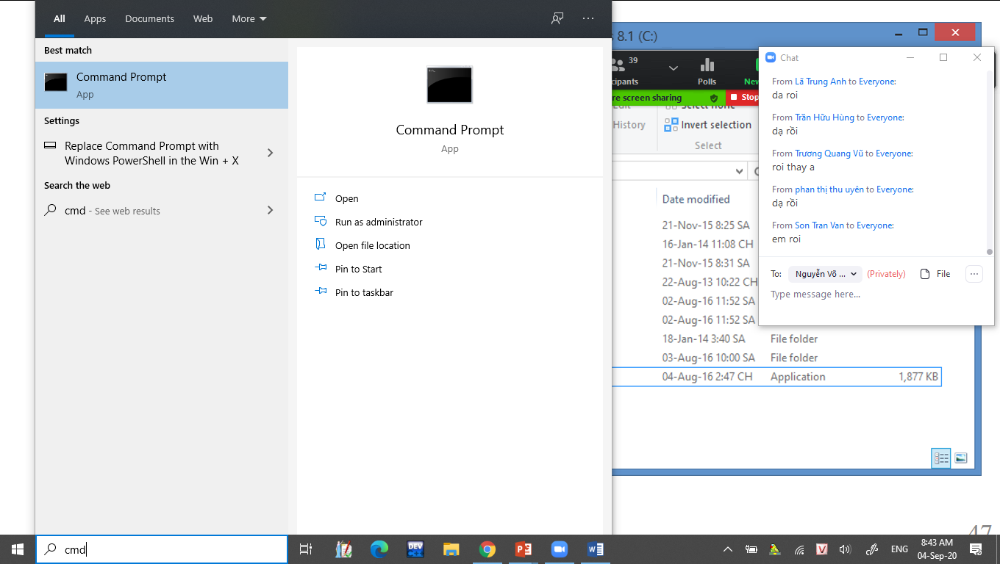 All Apps Documents Web More
Best match
Command Prompt
App
Settings
Replace Command Prompt with
Windows PowerShell in the Win + X
Search the web
cmd - See web results
Command Prompt
App
Open
Run as administrator
Open file location
Pin to Start
Pin to taskbar
8.1 (C:)
39
cipants
Polls
New
re screen sharing
Stop
Edit
History
Select none
Invert selection
Select
Date modified
21-Nov-15 8:25 SA
16-Jan-14 11:08 CH
21-Nov-15 8:31 SA
22-Aug-13 10:22 CH
02-Aug-16 11:52 SA
02-Aug-16 11:52 SA
18-Jan-14 3:40 SA File folder
03-Aug-16 10:00 SA File folder
04-Aug-16 2:47 CH Application 1,877 KB
Chat
From Lã Trung Anh to Everyone:
da roi
From Trần Hữu Hùng to Everyone:
dạ rồi
From Trương Quang Vũ to Everyone:
roi thay a
From phan thị thu uyên to Everyone:
dạ rồi
From Son Tran Van to Everyone:
em roi
To: Nguyễn Võ ... (Privately) File
Type message here...
47
cmd
DEV
V
ENG
8:43 AM
04-Sep-20